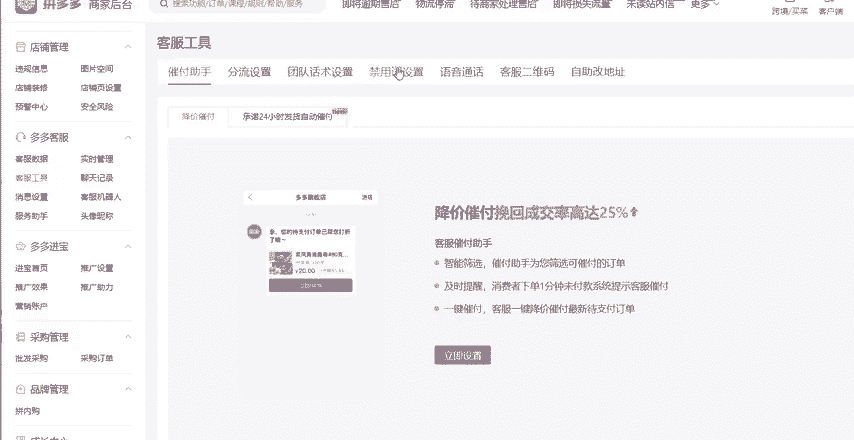 拼多多 商家后台
搜索功能/订单/课程/规则/帮助/服务
即将逾期售后 物流停滞 待商家处理售后 即将损失流量 未读站内信 更多
跨境/买菜 客户端
店铺管理
违规信息 图片空间
店铺装修 店铺页设置
预警中心 安全风险
多多客服
客服数据 实时管理
客服工具 聊天记录
消息设置 客服机器人
服务助手 头像昵称
多多进宝
进宝首页 推广设置
推广效果 推广助力
营销账户
采购管理
批发采购 采购订单
品牌管理
拼内购
客服工具
催付助手 分流设置 团队话术设置 禁用语设置 语音通话 客服二维码 自助改地址
降价催付 承诺24小时发货自动催付
多多旗舰店
亲，您的待支付订单已帮您打折了哦～
¥20.00
降价催付挽回成交率高达25%
客服催付助手
智能筛选，催付助手为您筛选可催付的订单
及时提醒，消费者下单1分钟未付款系统提示客服催付
一键催付，客服一键降价催付最新待支付订单
立即设置